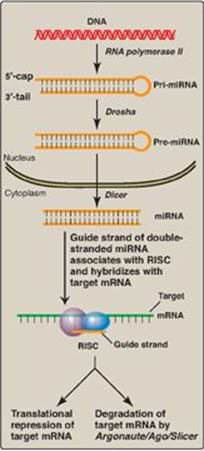 DNA
RNA polymerase II
5'-cap
Pri-miRNA
3'-tail
Drosha
Pre-miRNA
Nucleus
Cytoplasm
Dicer
miRNA
Guide strand of double-
stranded miRNA
associates with RISC
and hybridizes with
target mRNA
Target
mRNA
RISC
Guide strand
Translational
repression of
target mRNA
Degradation of
target mRNA by
Argonaute/Ago/Slicer